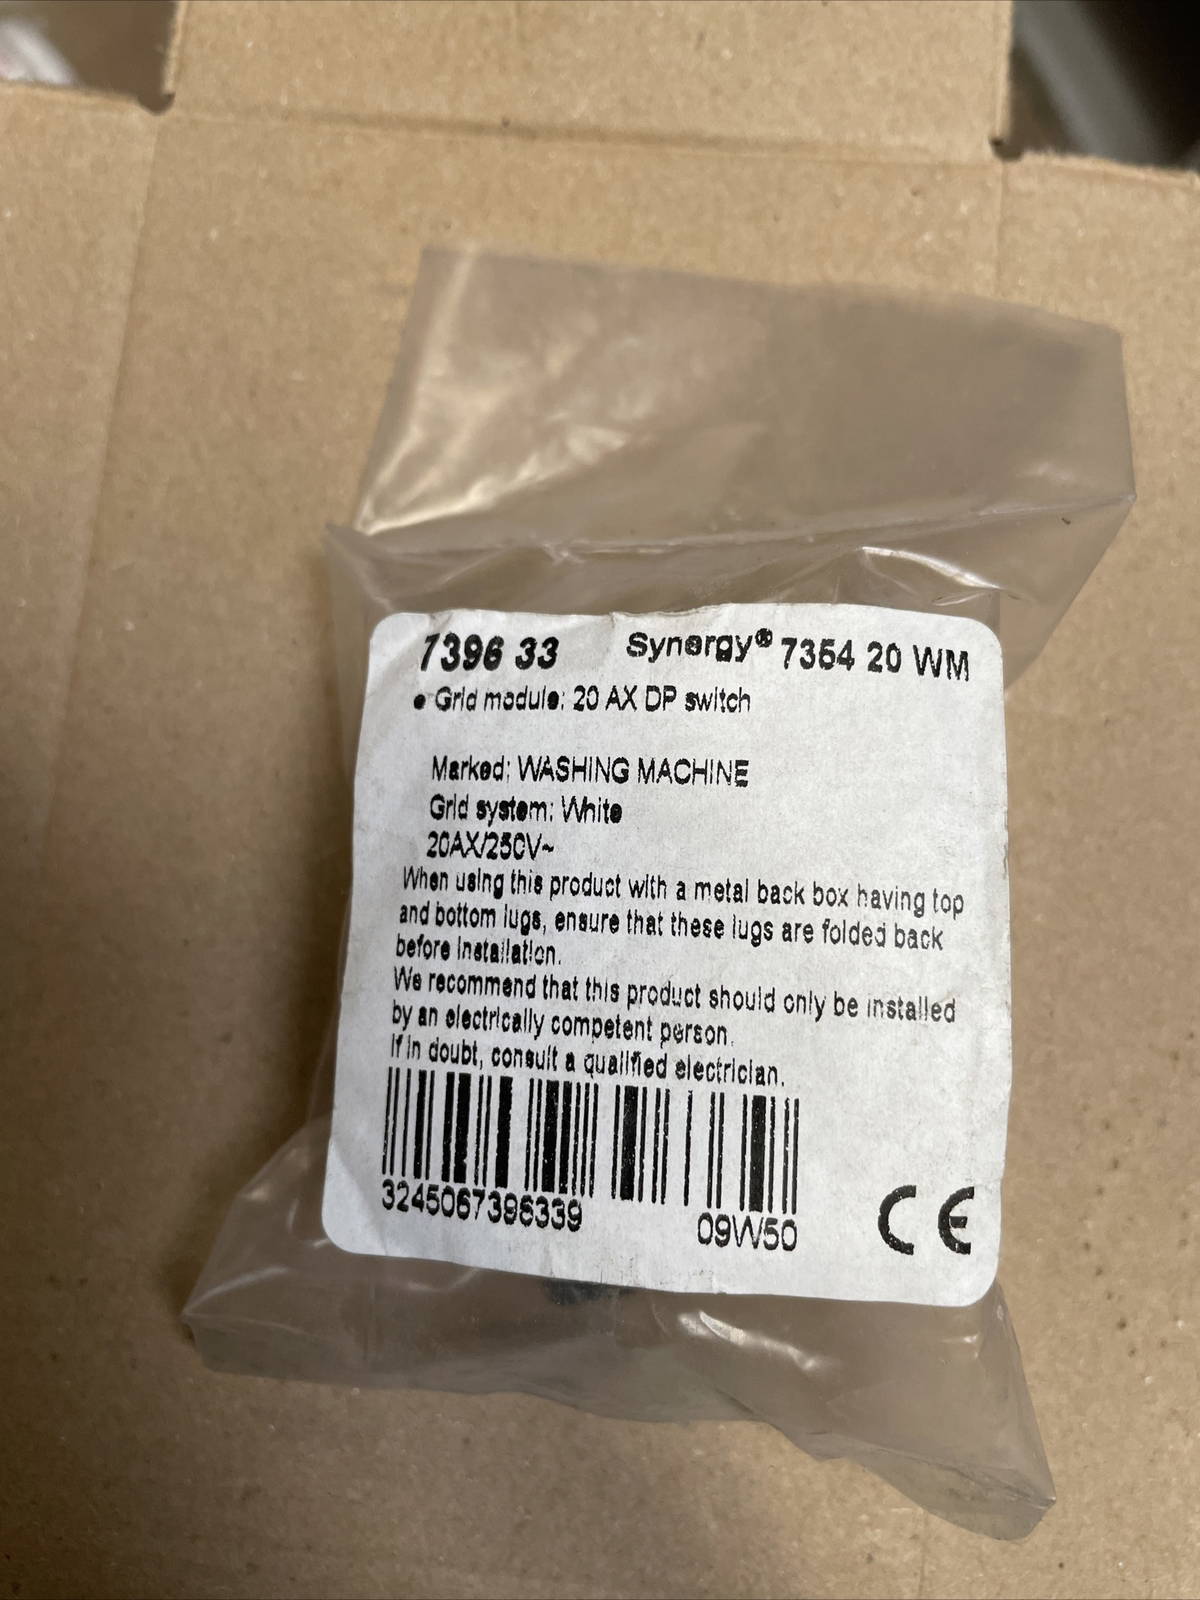 7396 33 Synergy® 7354 20 WM
• Grid module: 20 AX DP switch
Marked: WASHING MACHINE
Grid system: White
20AX/250V~
When using this product with a metal back box having top
and bottom lugs, ensure that these lugs are folded back
before installation.
We recommend that this product should only be installed
by an electrically competent person.
If in doubt, consult a qualified electrician.
3245067396339 09W50
CE